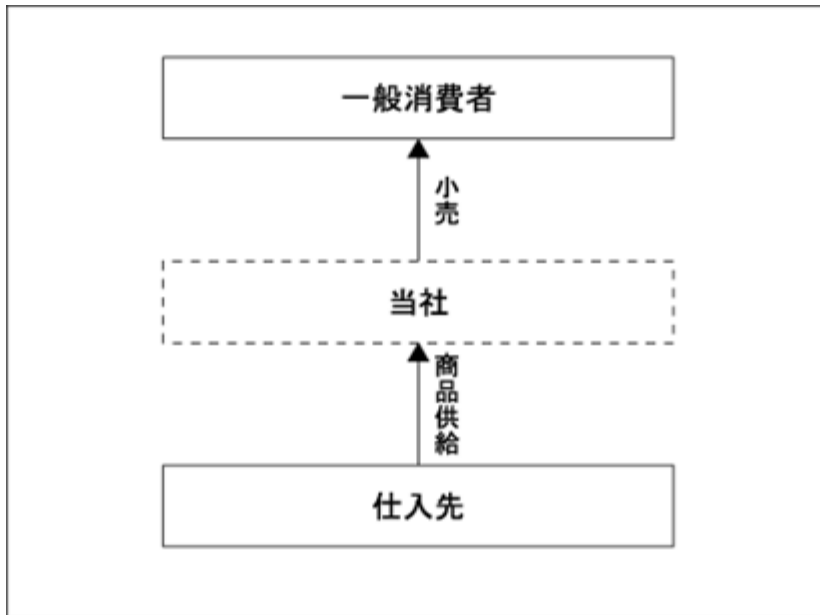 一般消費者
小売
当社
商品供給
仕入先